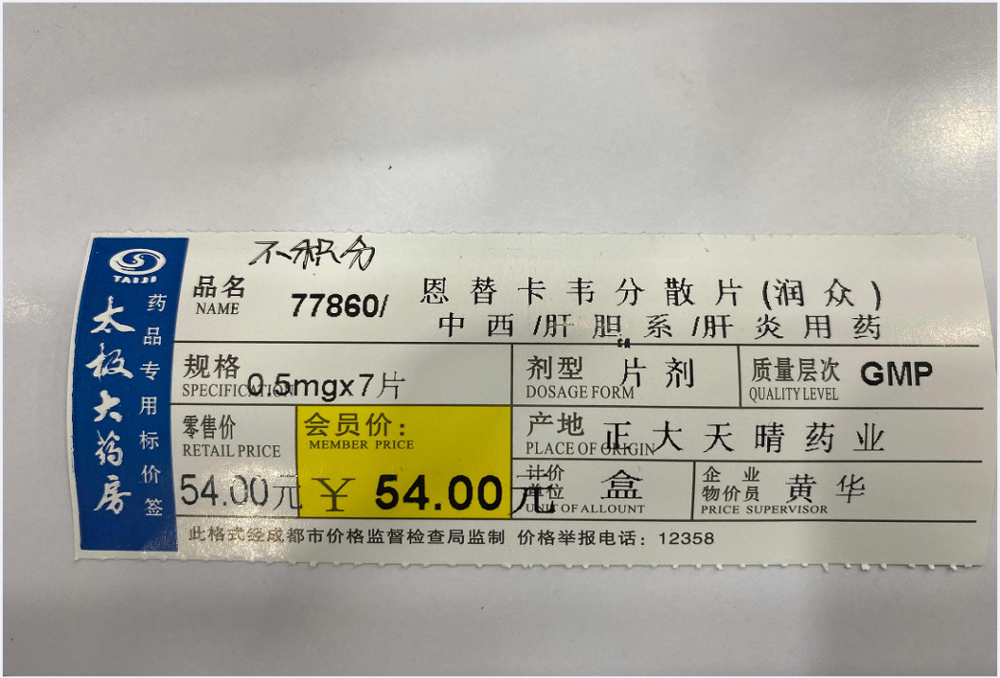 TAIJI
太极大药房
药品专用标价签
不积分
品名 77860/ 恩替卡韦分散片(润众)
NAME 中西/肝胆系/肝炎用药
规格 0.5mgx7片
SPECIFICATION
剂型 片剂
DOSAGE FORM
质量层次 GMP
QUALITY LEVEL
零售价
RETAIL PRICE
54.00元
会员价:
MEMBER PRICE
￥ 54.00元
产地 正大天晴药业
PLACE OF ORIGIN
计价单位 盒
UNIT OF ALLOUNT
企业
物价员 黄华
PRICE SUPERVISOR
此格式经成都市价格监督检查局监制 价格举报电话：12358